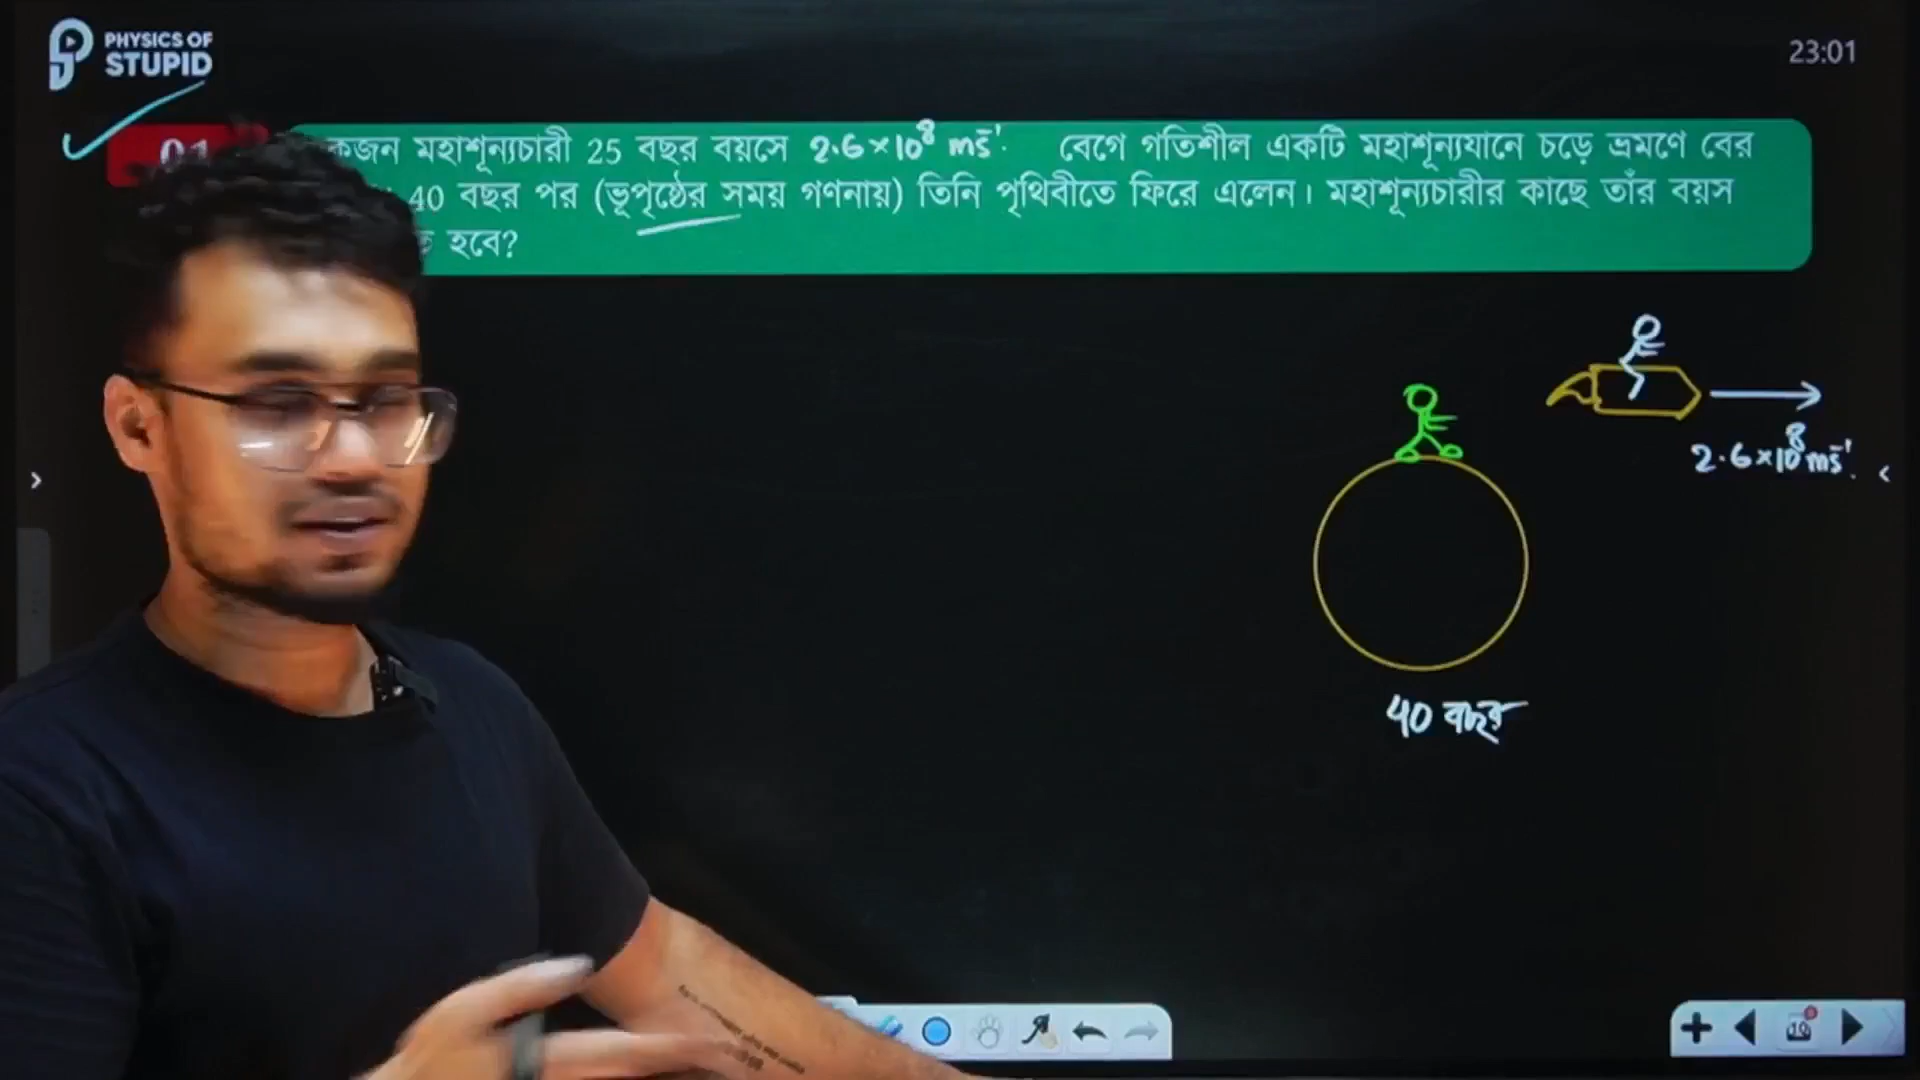 PHYSICS OF
STUPID
23:01
মহাশূন্যচারী 25 বছর বয়সে 2.6×10⁸ ms⁻¹. বেগে গতিশীল একটি মহাশূন্যযানে চড়ে ভ্রমণে বের
40 বছর পর (ভূপৃষ্ঠের সময় গণনায়) তিনি পৃথিবীতে ফিরে এলেন। মহাশূন্যচারীর কাছে তাঁর বয়স
হবে?
2.6×10⁸ ms⁻¹.
40 বছর